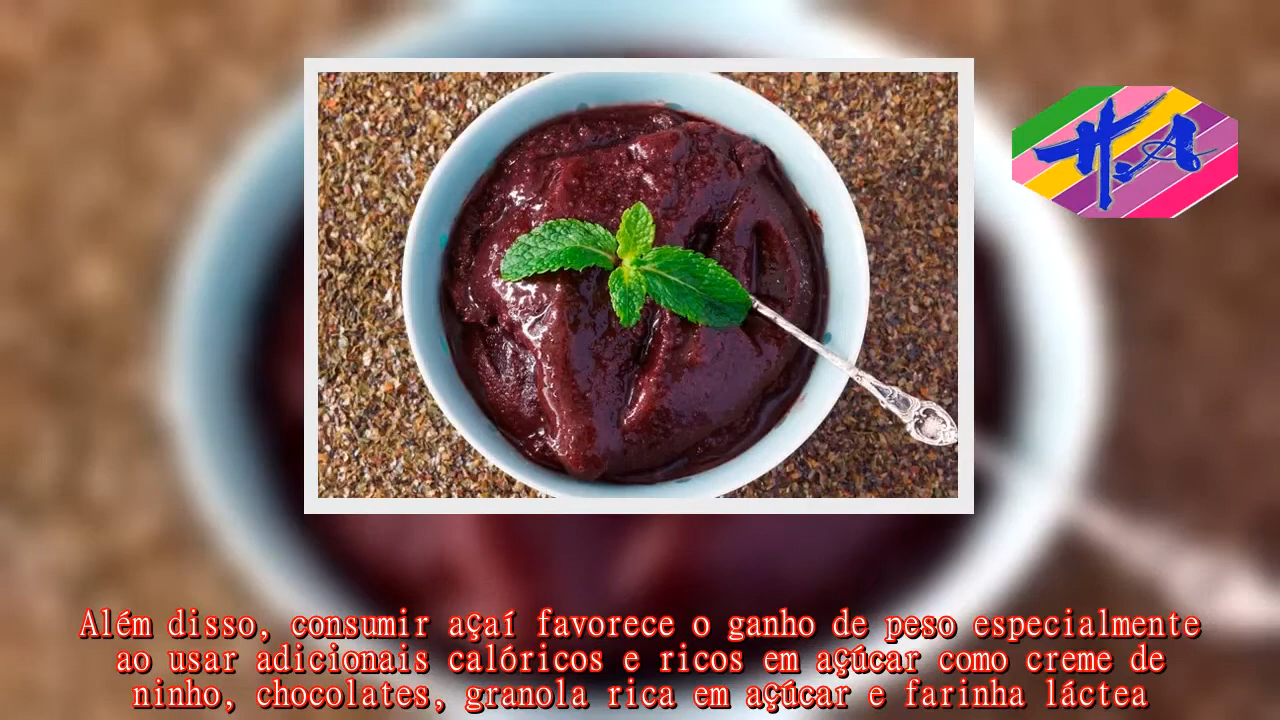 H.A
Além disso, consumir açaí favorece o ganho de peso especialmente
ao usar adicionais calóricos e ricos em açúcar como creme de
ninho, chocolates, granola rica em açúcar e farinha láctea